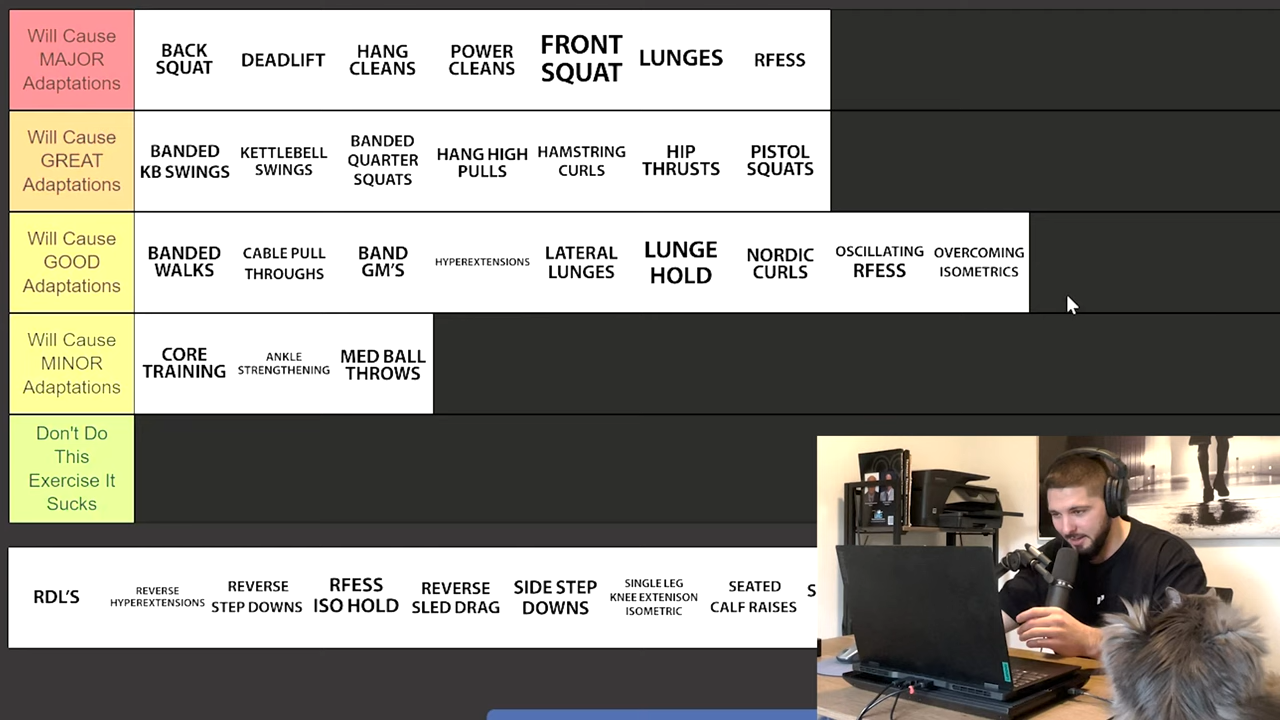 Will Cause
MAJOR
Adaptations
BACK
SQUAT
DEADLIFT
HANG
CLEANS
POWER
CLEANS
FRONT
SQUAT
LUNGES
RFESS
Will Cause
GREAT
Adaptations
BANDED
KB SWINGS
KETTLEBELL
SWINGS
BANDED
QUARTER
SQUATS
HANG HIGH
PULLS
HAMSTRING
CURLS
HIP
THRUSTS
PISTOL
SQUATS
Will Cause
GOOD
Adaptations
BANDED
WALKS
CABLE PULL
THROUGHS
BAND
GM'S
HYPEREXTENSIONS
LATERAL
LUNGES
LUNGE
HOLD
NORDIC
CURLS
OSCILLATING
RFESS
OVERCOMING
ISOMETRICS
Will Cause
MINOR
Adaptations
CORE
TRAINING
ANKLE
STRENGTHENING
MED BALL
THROWS
Don't Do
This
Exercise It
Sucks
RDL'S
REVERSE
HYPEREXTENSIONS
REVERSE
STEP DOWNS
RFESS
ISO HOLD
REVERSE
SLED DRAG
SIDE STEP
DOWNS
SINGLE LEG
KNEE EXTENISON
ISOMETRIC
SEATED
CALF RAISES
S